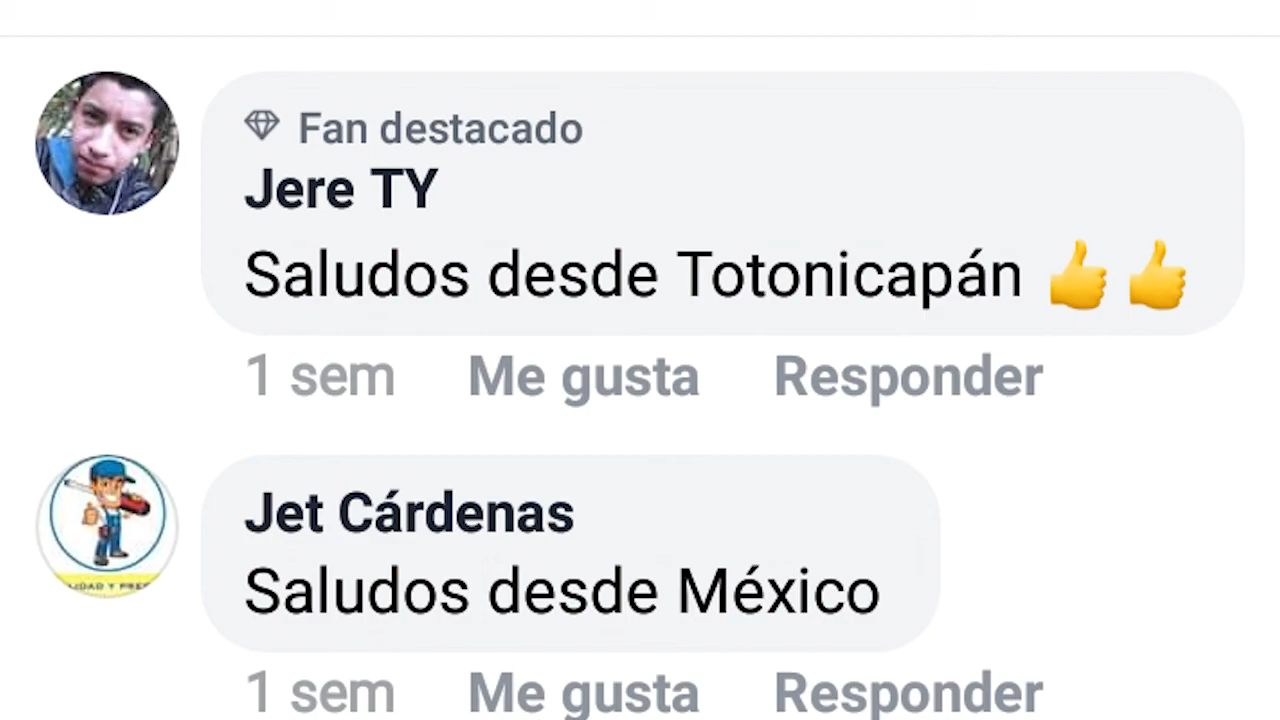 Fan destacado
Jere TY
Saludos desde Totonicapán 👍 👍
1 sem Me gusta Responder
Jet Cárdenas
Saludos desde México
1 sem Me gusta Responder